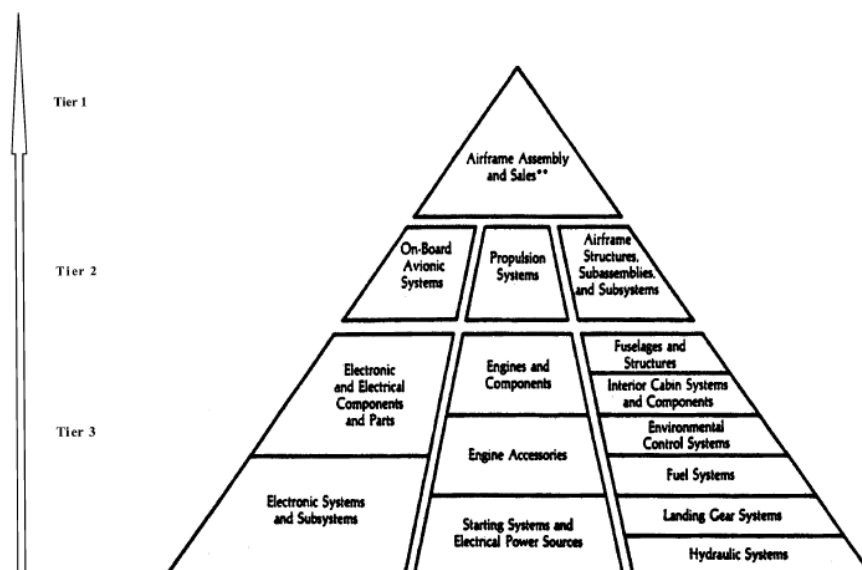 Tier 1
Airframe Assembly
and Sales**
Tier 2
On-Board
Avionic
Systems
Propulsion
Systems
Airframe
Structures,
Subassemblies,
and Subsystems
Tier 3
Electronic
and Electrical
Components
and Parts
Electronic Systems
and Subsystems
Engines and
Components
Engine Accessories
Starting Systems and
Electrical Power Sources
Fuselages and
Structures
Interior Cabin Systems
and Components
Environmental
Control Systems
Fuel Systems
Landing Gear Systems
Hydraulic Systems